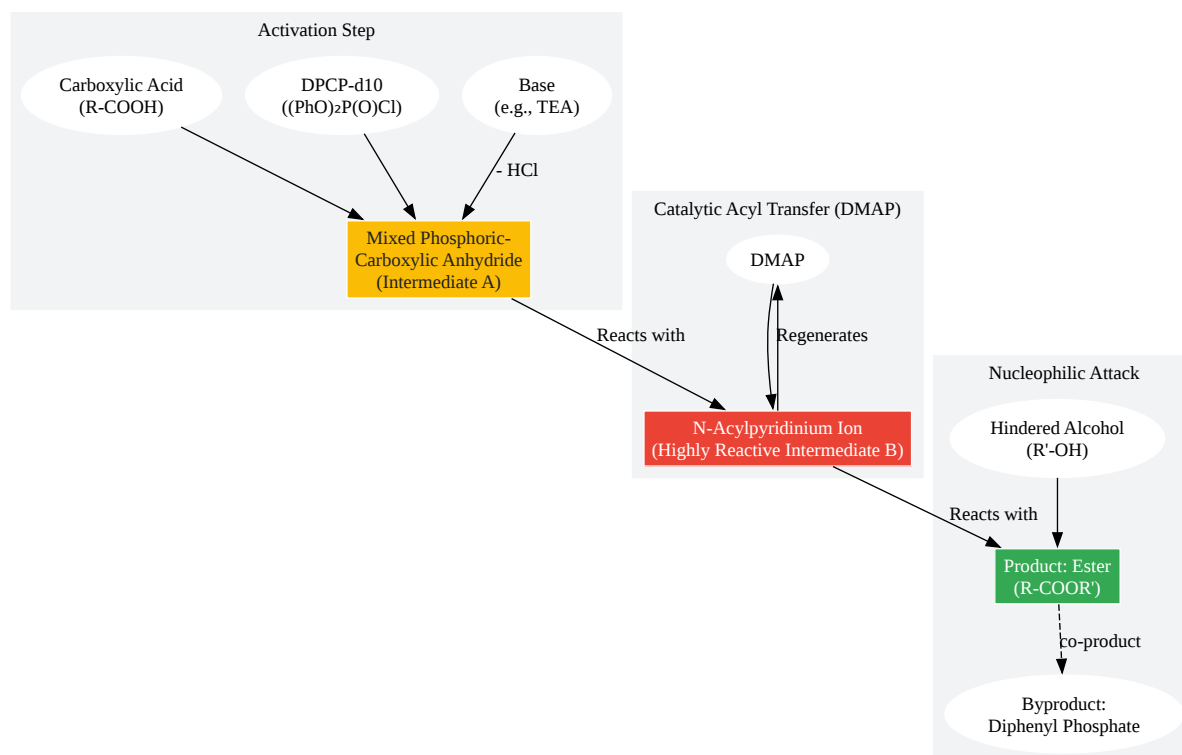 Activation Step
Carboxylic Acid
(R-COOH)
DPCP-d10
((PhO)₂P(O)Cl)
Base
(e.g., TEA)
- HCl
Mixed Phosphoric-
Carboxylic Anhydride
(Intermediate A)
Catalytic Acyl Transfer (DMAP)
DMAP
Reacts with
Regenerates
N-Acylpyridinium Ion
(Highly Reactive Intermediate B)
Nucleophilic Attack
Hindered Alcohol
(R'-OH)
Reacts with
Product: Ester
(R-COOR')
co-product
Byproduct:
Diphenyl Phosphate